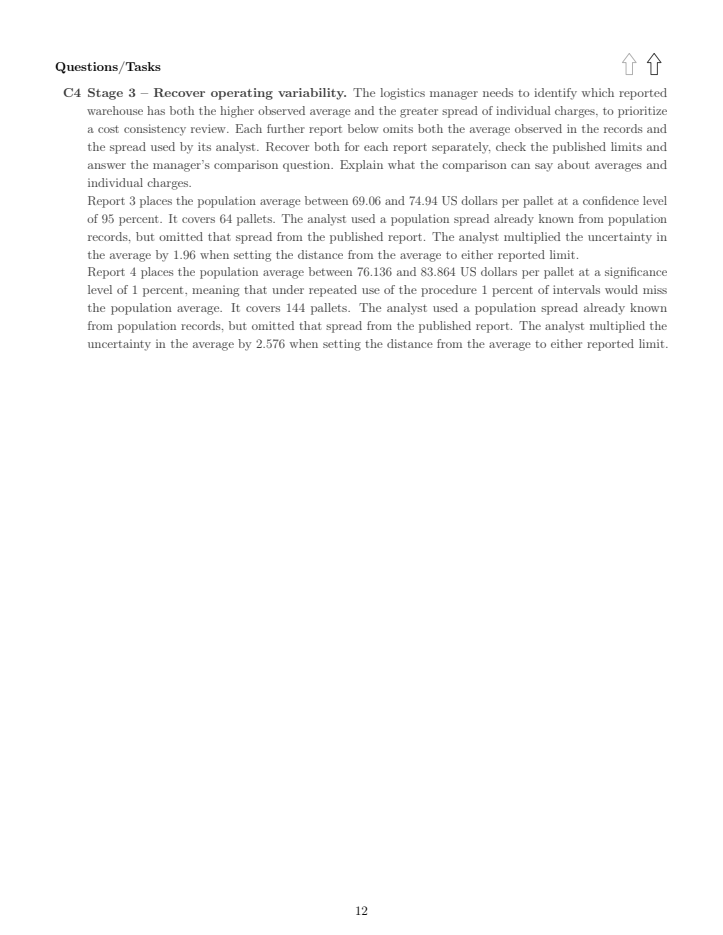 Questions/Tasks
C4 Stage 3 – Recover operating variability. The logistics manager needs to identify which reported
warehouse has both the higher observed average and the greater spread of individual charges, to prioritize
a cost consistency review. Each further report below omits both the average observed in the records and
the spread used by its analyst. Recover both for each report separately, check the published limits and
answer the manager's comparison question. Explain what the comparison can say about averages and
individual charges.
Report 3 places the population average between 69.06 and 74.94 US dollars per pallet at a confidence level
of 95 percent. It covers 64 pallets. The analyst used a population spread already known from population
records, but omitted that spread from the published report. The analyst multiplied the uncertainty in
the average by 1.96 when setting the distance from the average to either reported limit.
Report 4 places the population average between 76.136 and 83.864 US dollars per pallet at a significance
level of 1 percent, meaning that under repeated use of the procedure 1 percent of intervals would miss
the population average. It covers 144 pallets. The analyst used a population spread already known
from population records, but omitted that spread from the published report. The analyst multiplied the
uncertainty in the average by 2.576 when setting the distance from the average to either reported limit.
12